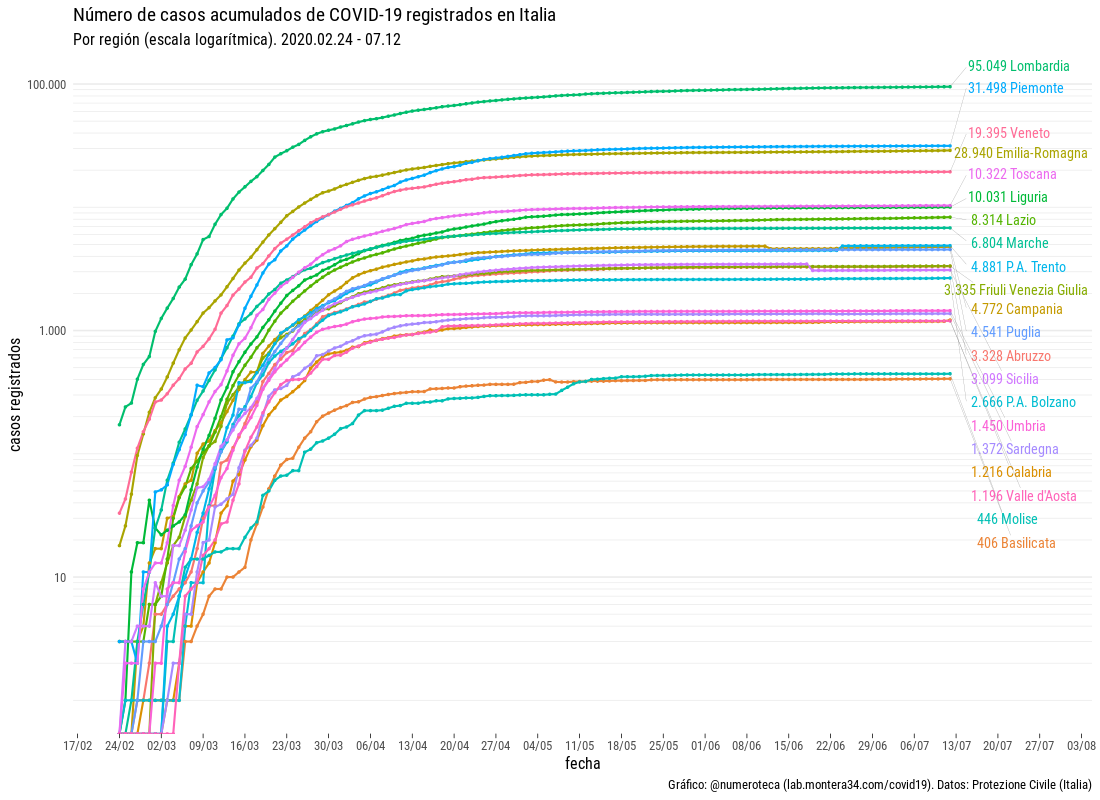 Número de casos acumulados de COVID-19 registrados en Italia
Por región (escala logarítmica). 2020.02.24 - 07.12
casos registrados
100.000
1.000
10
95.049 Lombardia
31.498 Piemonte
19.395 Veneto
28.940 Emilia-Romagna
10.322 Toscana
10.031 Liguria
8.314 Lazio
6.804 Marche
4.881 P.A. Trento
3.335 Friuli Venezia Giulia
4.772 Campania
4.541 Puglia
3.328 Abruzzo
3.099 Sicilia
2.666 P.A. Bolzano
1.450 Umbria
1.372 Sardegna
1.216 Calabria
1.196 Valle d'Aosta
446 Molise
406 Basilicata
17/02 24/02 02/03 09/03 16/03 23/03 30/03 06/04 13/04 20/04 27/04 04/05 11/05 18/05 25/05 01/06 08/06 15/06 22/06 29/06 06/07 13/07 20/07 27/07 03/08
fecha
Gráfico: @numeroteca (lab.montera34.com/covid19). Datos: Protezione Civile (Italia)